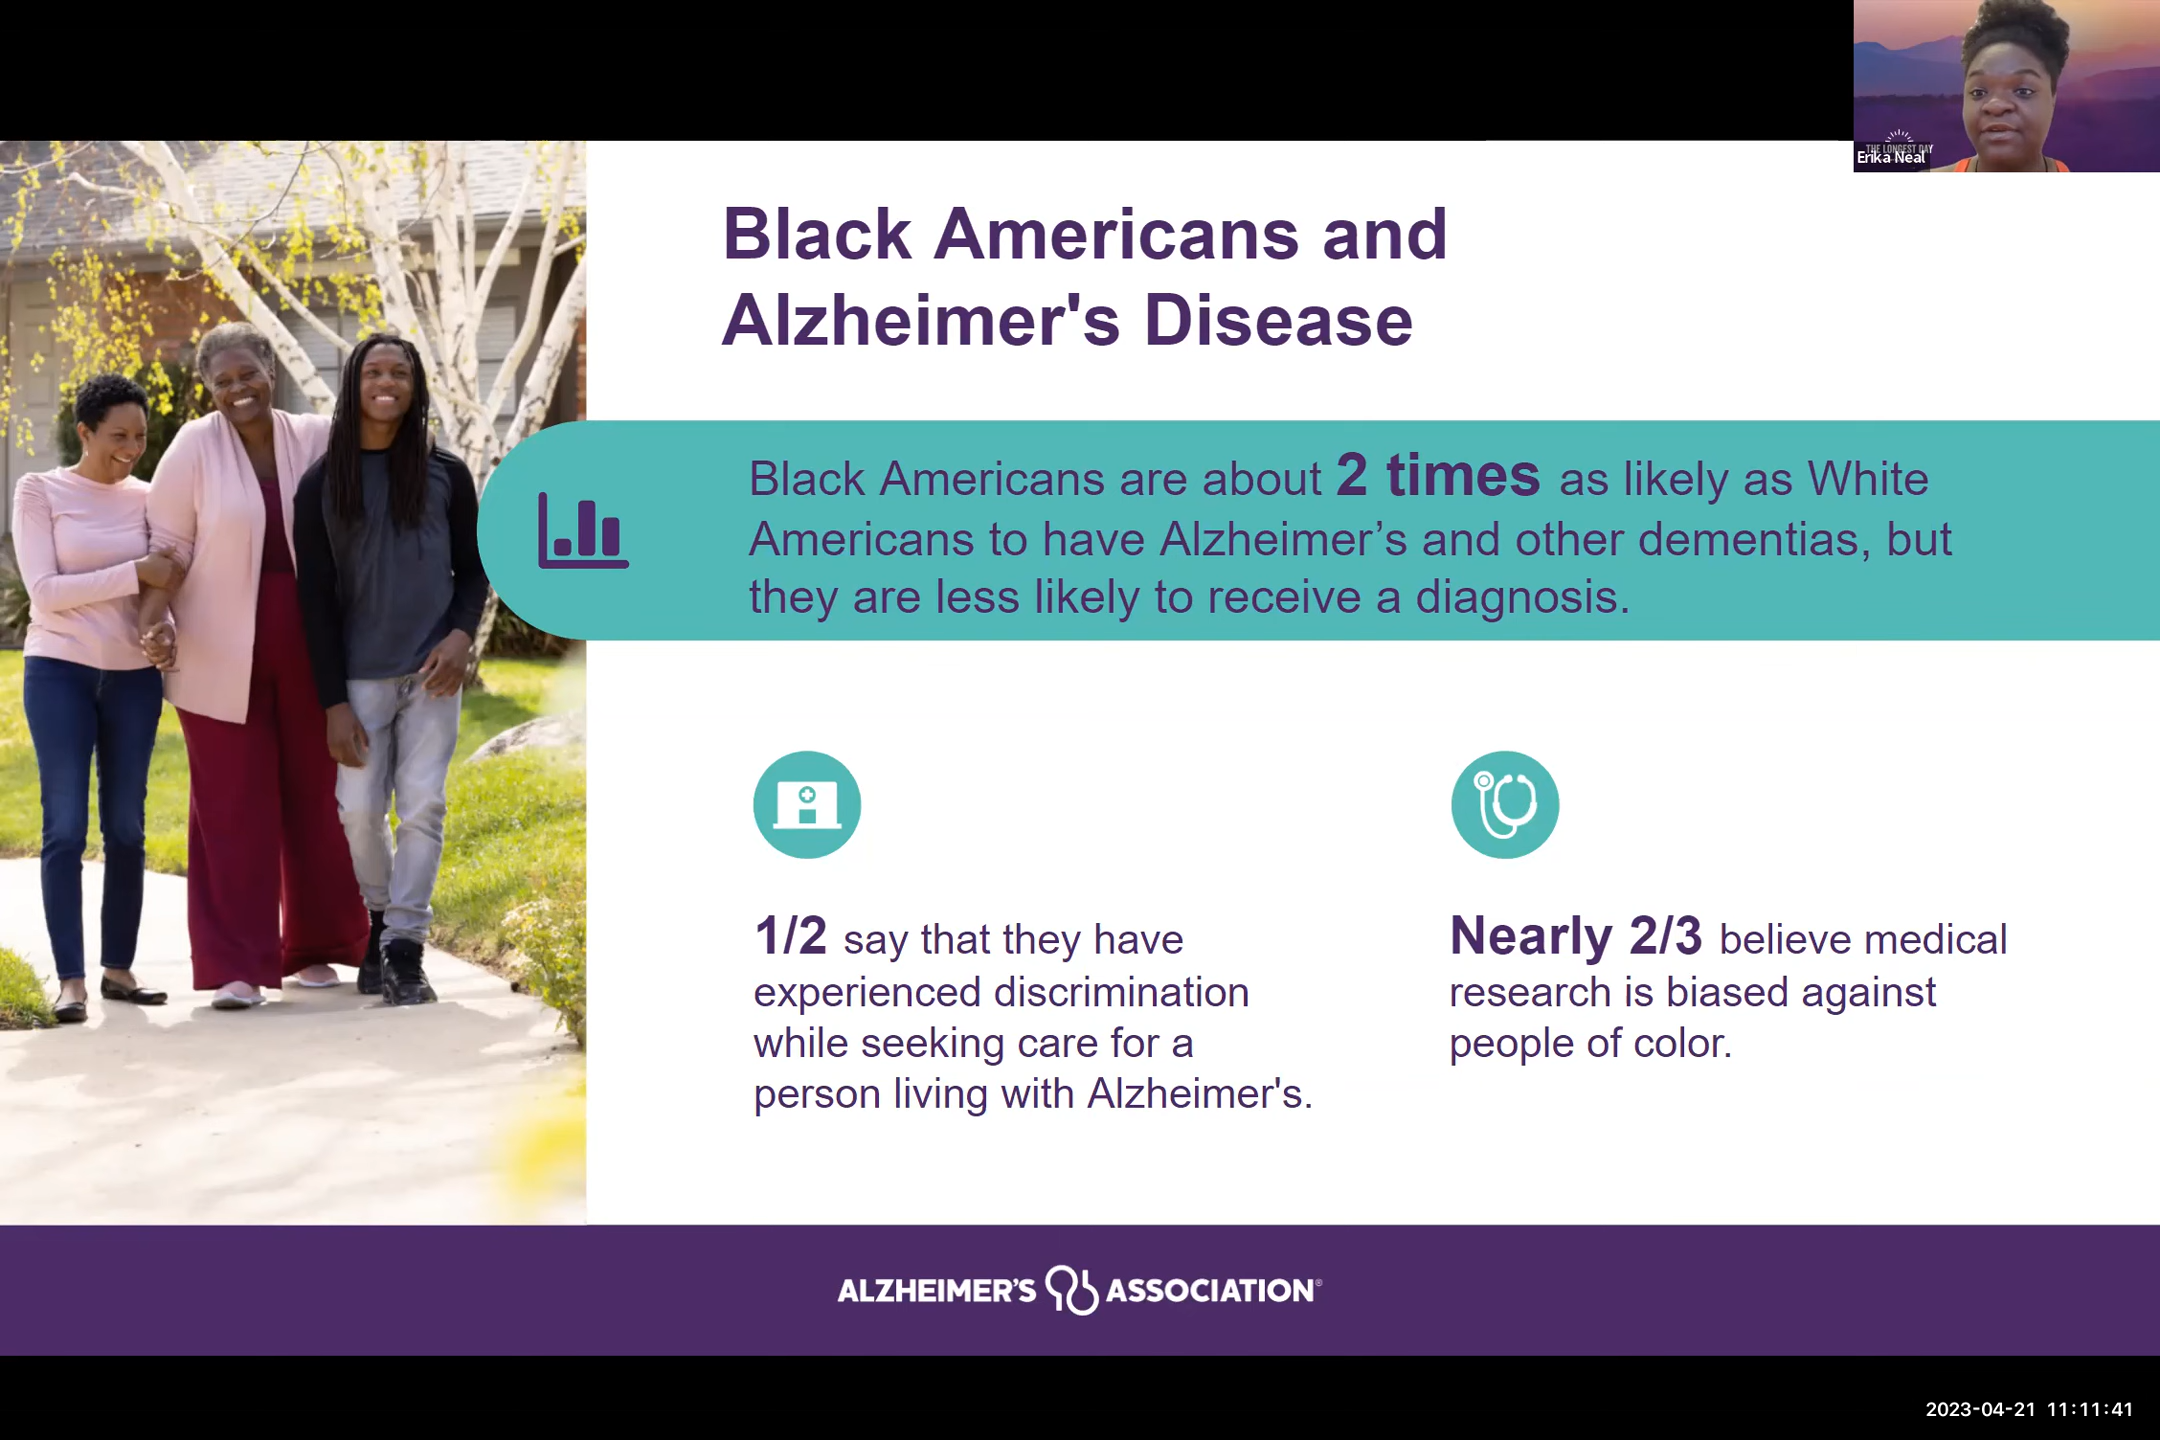 THE LONGEST DAY
Erika Neal
Black Americans and
Alzheimer's Disease
Black Americans are about 2 times as likely as White
Americans to have Alzheimer’s and other dementias, but
they are less likely to receive a diagnosis.
1/2 say that they have
experienced discrimination
while seeking care for a
person living with Alzheimer's.
Nearly 2/3 believe medical
research is biased against
people of color.
ALZHEIMER'S ASSOCIATION®
2023-04-21 11:11:41